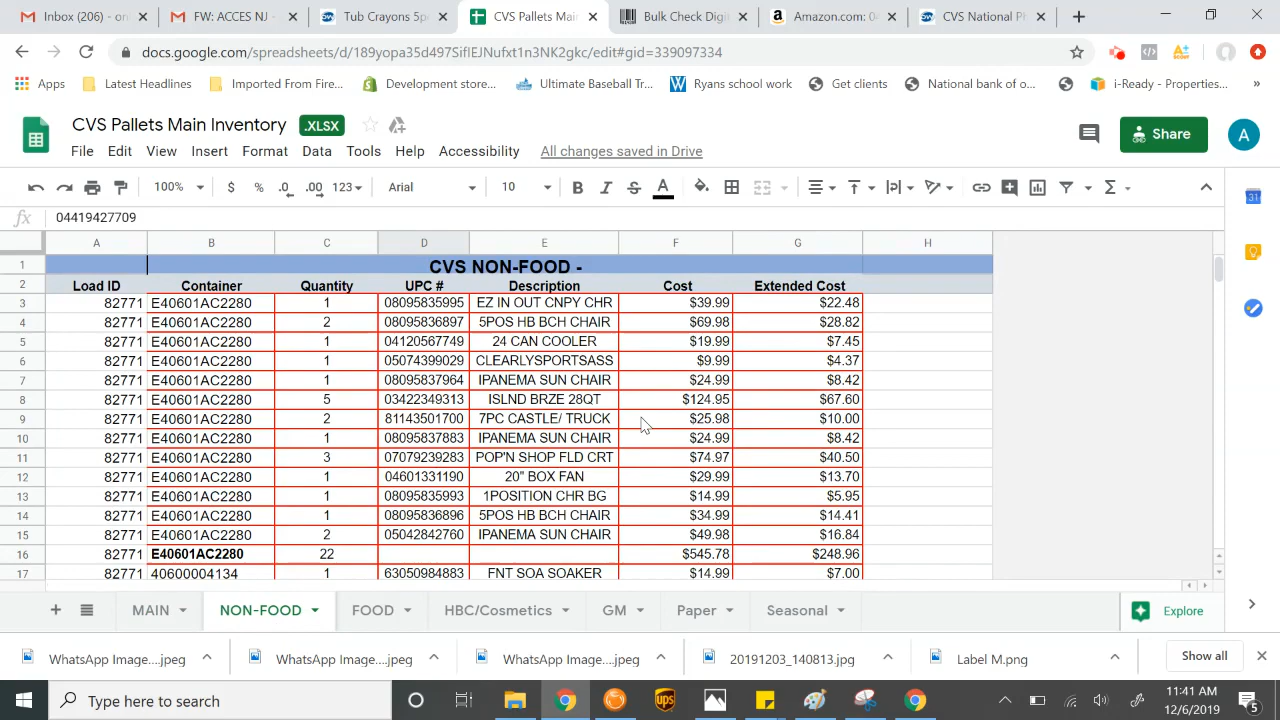 Inbox (206) - on
FW: ACCES NJ -
Tub Crayons 5p
CVS Pallets Mai
Bulk Check Digi
Amazon.com: 0
CVS National P
docs.google.com/spreadsheets/d/189yopa35d497SiflEJNufxt1n3NK2gkc/edit#gid=339097334
Apps
Latest Headlines
Imported From Fire...
Development store...
Ultimate Baseball Tr...
Ryans school work
Get clients
National bank of o...
i-Ready - Properties...
»
CVS Pallets Main Inventory .XLSX
Share
A
File Edit View Insert Format Data Tools Help Accessibility All changes saved in Drive
100% $ % .0 .00 123 Arial 10 B I S A
fx 04419427709
A B C D E F G H
1 CVS NON-FOOD -
2 Load ID Container Quantity UPC # Description Cost Extended Cost
3 82771 E40601AC2280 1 08095835995 EZ IN OUT CNPY CHR $39.99 $22.48
4 82771 E40601AC2280 2 08095836897 5POS HB BCH CHAIR $69.98 $28.82
5 82771 E40601AC2280 1 04120567749 24 CAN COOLER $19.99 $7.45
6 82771 E40601AC2280 1 05074399029 CLEARLYSPORTSASS $9.99 $4.37
7 82771 E40601AC2280 1 08095837964 IPANEMA SUN CHAIR $24.99 $8.42
8 82771 E40601AC2280 5 03422349313 ISLND BRZE 28QT $124.95 $67.60
9 82771 E40601AC2280 2 81143501700 7PC CASTLE/ TRUCK $25.98 $10.00
10 82771 E40601AC2280 1 08095837883 IPANEMA SUN CHAIR $24.99 $8.42
11 82771 E40601AC2280 3 07079239283 POP'N SHOP FLD CRT $74.97 $40.50
12 82771 E40601AC2280 1 04601331190 20" BOX FAN $29.99 $13.70
13 82771 E40601AC2280 1 08095835993 1POSITION CHR BG $14.99 $5.95
14 82771 E40601AC2280 1 08095836896 5POS HB BCH CHAIR $34.99 $14.41
15 82771 E40601AC2280 2 05042842760 IPANEMA SUN CHAIR $49.98 $16.84
16 82771 E40601AC2280 22 $545.78 $248.96
17 82771 40600004134 1 63050984883 FNT SOA SOAKER $14.99 $7.00
MAIN NON-FOOD FOOD HBC/Cosmetics GM Paper Seasonal Explore
WhatsApp Image....jpeg
WhatsApp Image....jpeg
WhatsApp Image....jpeg
20191203_140813.jpg
Label M.png
Show all
Type here to search
11:41 AM
12/6/2019
5